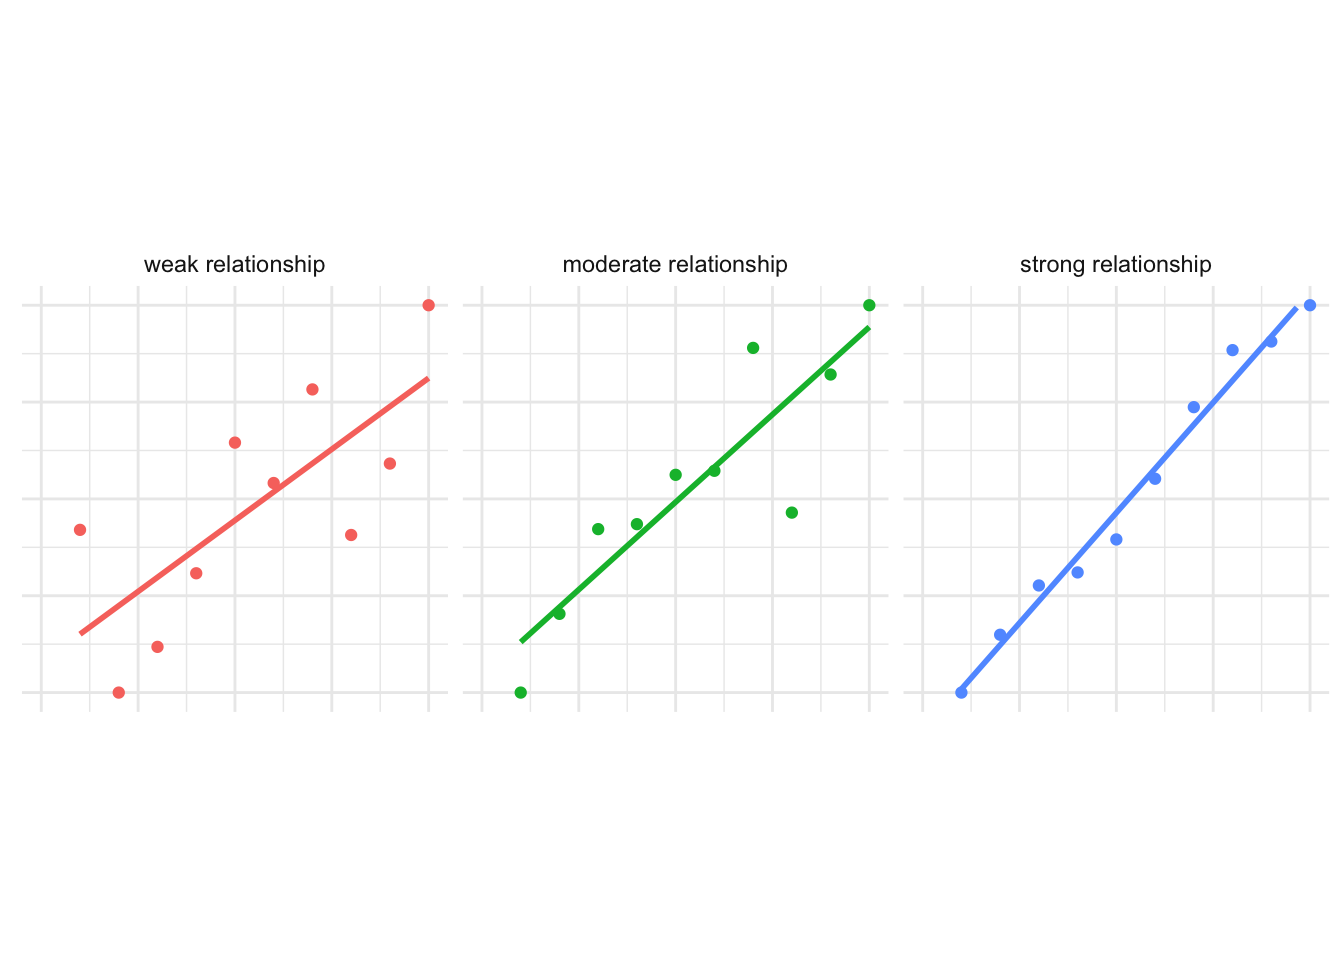 weak relationship
moderate relationship
strong relationship